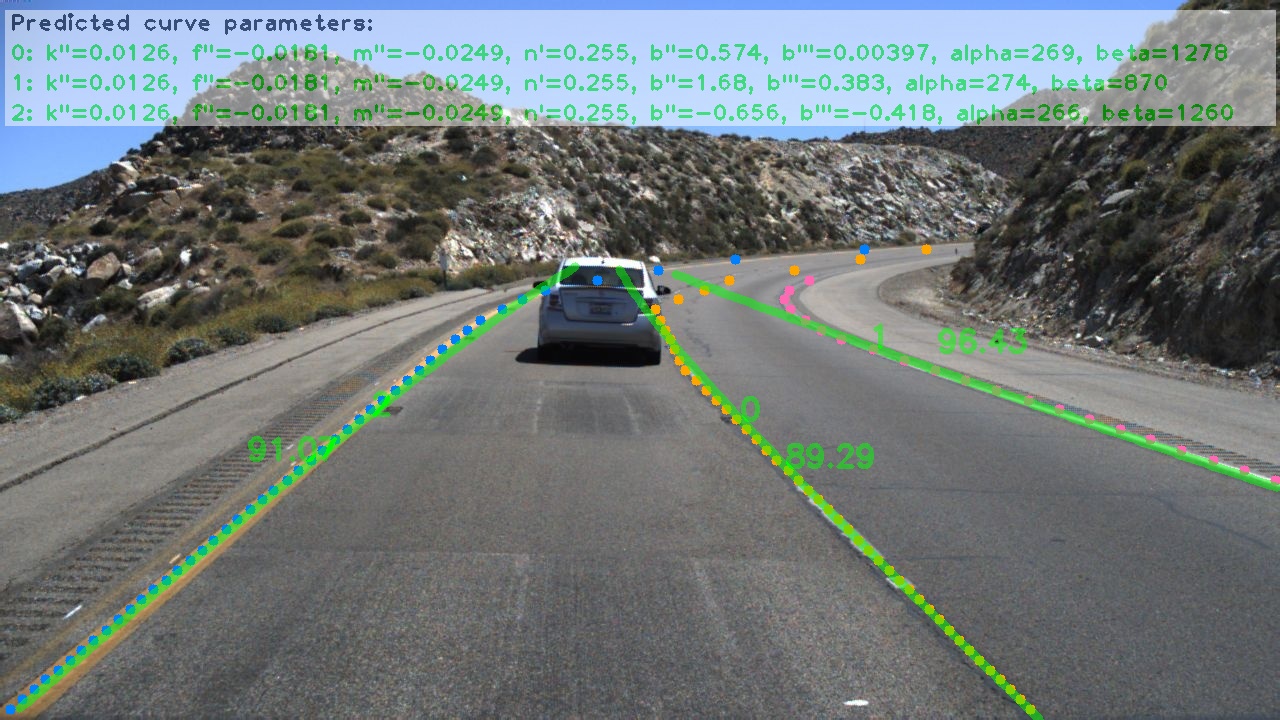 Predicted curve parameters:
0: k''=0.0126, f''=-0.0181, m''=-0.0249, n'=0.255, b''=0.574, b'''=0.00397, alpha=269, beta=1278
1: k''=0.0126, f''=-0.0181, m''=-0.0249, n'=0.255, b''=1.68, b'''=0.383, alpha=274, beta=870
2: k''=0.0126, f''=-0.0181, m''=-0.0249, n'=0.255, b''=-0.656, b'''=-0.418, alpha=266, beta=1260
1 96.43
2 0
91.07 89.29